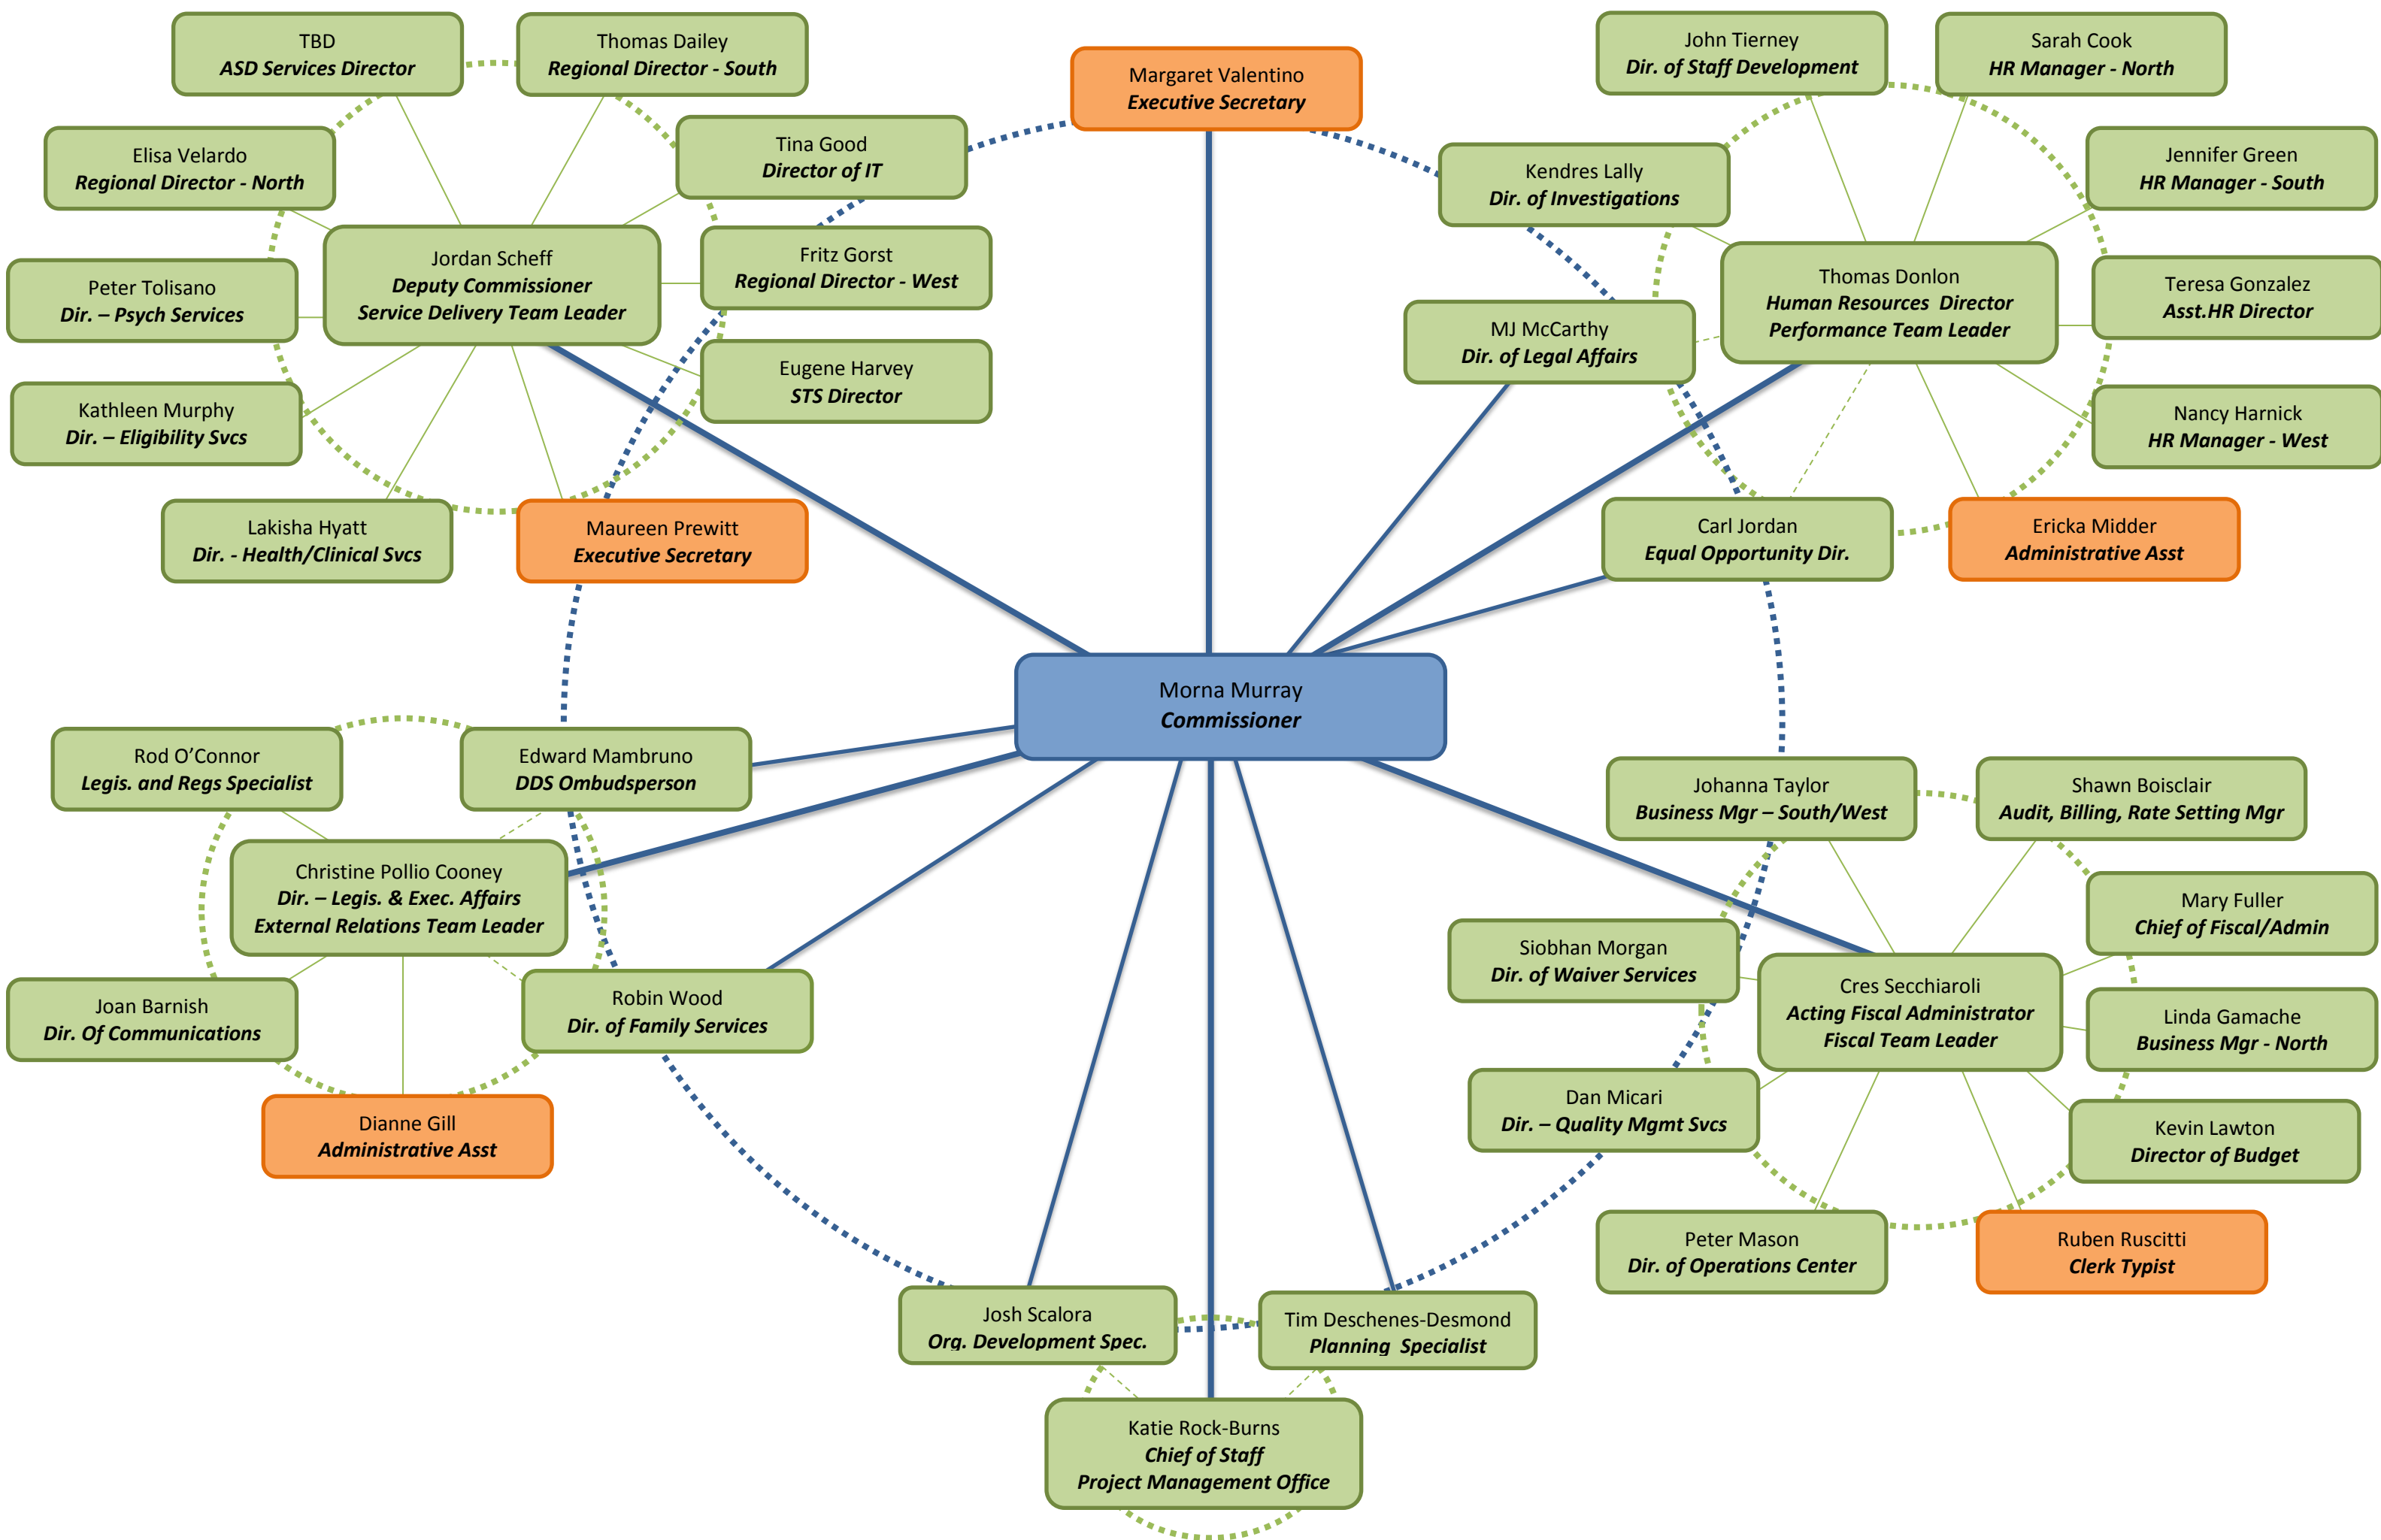 TBD
ASD Services Director
Thomas Dailey
Regional Director - South
Margaret Valentino
Executive Secretary
John Tierney
Dir. of Staff Development
Sarah Cook
HR Manager - North
Elisa Velardo
Regional Director - North
Tina Good
Director of IT
Kendres Lally
Dir. of Investigations
Jennifer Green
HR Manager - South
Peter Tolisano
Dir. – Psych Services
Jordan Scheff
Deputy Commissioner
Service Delivery Team Leader
Fritz Gorst
Regional Director - West
MJ McCarthy
Dir. of Legal Affairs
Thomas Donlon
Human Resources  Director
Performance Team Leader
Teresa Gonzalez
Asst.HR Director
Kathleen Murphy
Dir. – Eligibility Svcs
Eugene Harvey
STS Director
Nancy Harnick
HR Manager - West
Lakisha Hyatt
Dir. - Health/Clinical Svcs
Maureen Prewitt
Executive Secretary
Carl Jordan
Equal Opportunity Dir.
Ericka Midder
Administrative Asst
Morna Murray
Commissioner
Rod O’Connor
Legis. and Regs Specialist
Edward Mambruno
DDS Ombudsperson
Johanna Taylor
Business Mgr – South/West
Shawn Boisclair
Audit, Billing, Rate Setting Mgr
Christine Pollio Cooney
Dir. – Legis. & Exec. Affairs
External Relations Team Leader
Siobhan Morgan
Dir. of Waiver Services
Mary Fuller
Chief of Fiscal/Admin
Joan Barnish
Dir. Of Communications
Robin Wood
Dir. of Family Services
Cres Secchiaroli
Acting Fiscal Administrator
Fiscal Team Leader
Linda Gamache
Business Mgr - North
Dianne Gill
Administrative Asst
Dan Micari
Dir. – Quality Mgmt Svcs
Kevin Lawton
Director of Budget
Peter Mason
Dir. of Operations Center
Ruben Ruscitti
Clerk Typist
Josh Scalora
Org. Development Spec.
Tim Deschenes-Desmond
Planning  Specialist
Katie Rock-Burns
Chief of Staff
Project Management Office